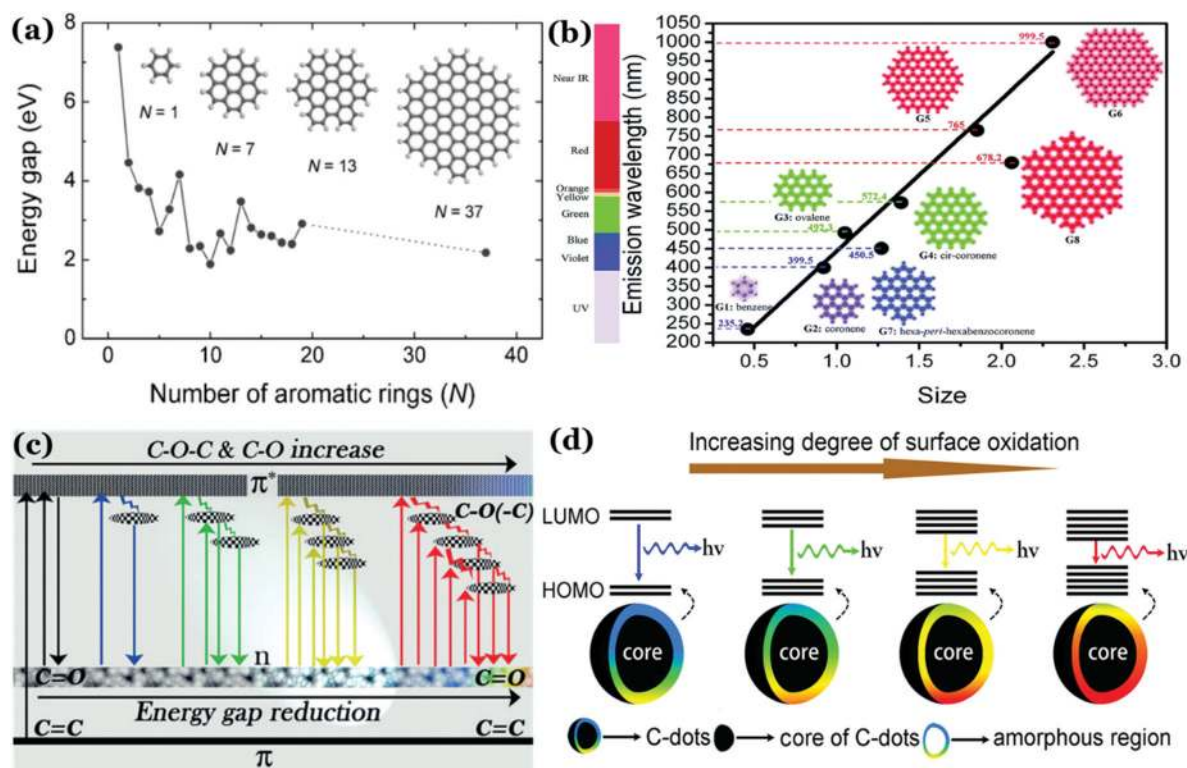 (a)
8
6
4
2
0
Energy gap (eV)
N = 1
N = 7
N = 13
N = 37
0 10 20 30 40
Number of aromatic rings (N)
(b)
Near IR
Red
Orange
Yellow
Green
Blue
Violet
UV
Emission wavelength (nm)
1050
1000
950
900
850
800
750
700
650
600
550
500
450
400
350
300
250
200
999.5
765
678.2
572.4
492.3
450.5
399.5
235.2
G5
G6
G3: ovalene
G4: cir-coronene
G8
G1: benzene
G2: coronene
G7: hexa-peri-hexabenzocoronene
0.5 1.0 1.5 2.0 2.5 3.0
Size
(c)
C-O-C & C-O increase
π*
C-O(-C)
n
C=O C=O
Energy gap reduction
C=C C=C
π
(d)
Increasing degree of surface oxidation
LUMO
hν hν hν hν
HOMO
core core core core
C-dots core of C-dots amorphous region